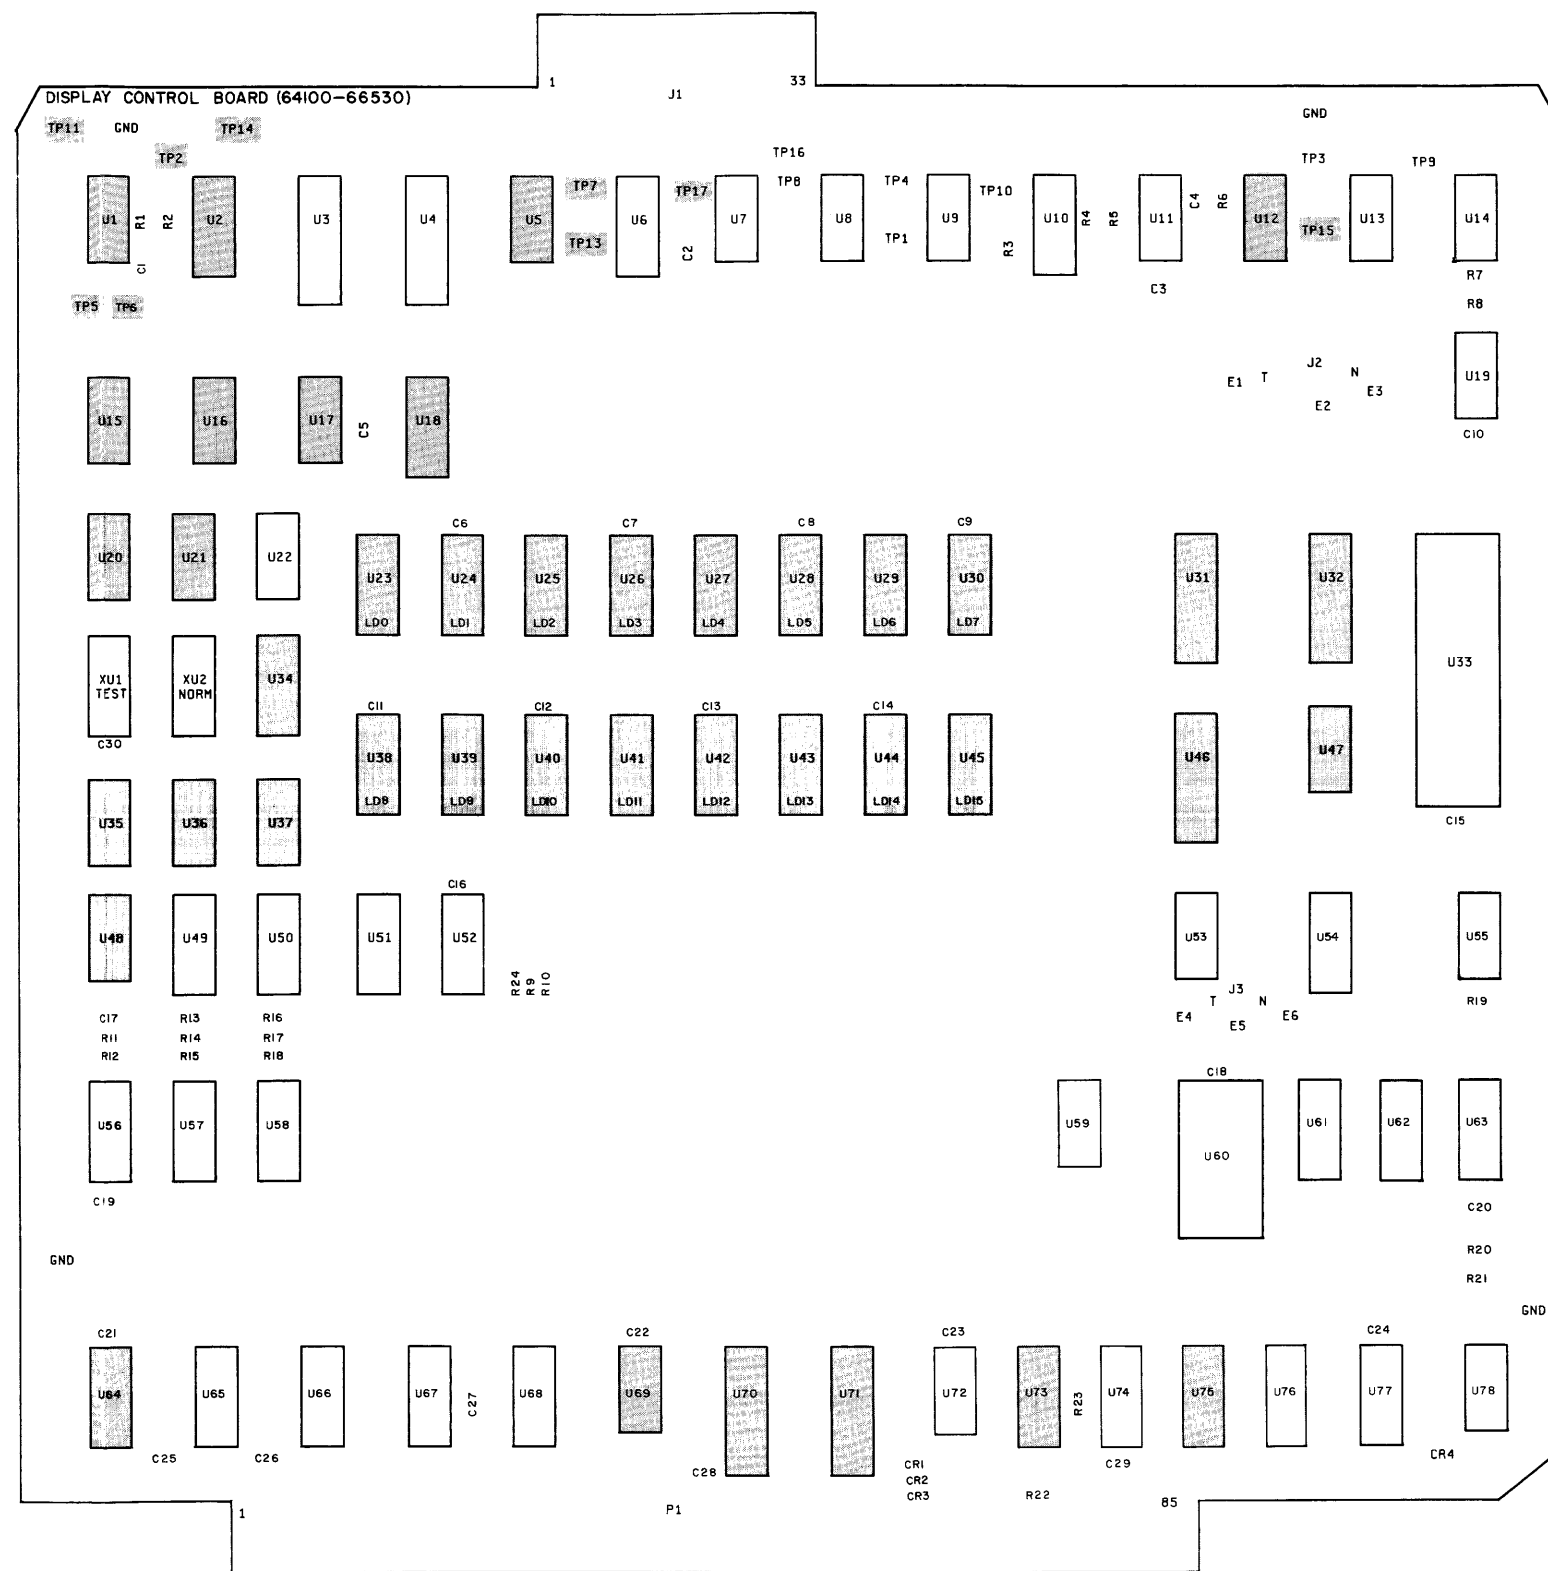 1 33
J1
DISPLAY CONTROL BOARD (64100-66530)
TP11 GND TP14 GND
TP2 TP16 TP3 TP9
TP7 TP17 TP8 TP4 TP10
U1 R1 R2 U2 U3 U4 U5 U6 U7 U8 U9 U10 R4 R5 U11 C4 R6 U12 U13 U14
TP13 C2 TP1 R3 TP15
C1 R7
TP5 TP6 C3 R8
J2
E1 T N E3 U19
E2
U15 U16 U17 C5 U18 C10
C6 C7 C8 C9
U20 U21 U22
U23 U24 U25 U26 U27 U28 U29 U30 U31 U32
LD0 LD1 LD2 LD3 LD4 LD5 LD6 LD7
XU1 XU2 U34 U33
TEST NORM
C11 C12 C13 C14
C30
U38 U39 U40 U41 U42 U43 U44 U45 U46 U47
LD8 LD9 LD10 LD11 LD12 LD13 LD14 LD15
U35 U36 U37 C15
C16
U48 U49 U50 U51 U52 U53 U54 U55
R24 R9 R10
J3
T N R19
C17 R13 R16 E4 E5 E6
R11 R14 R17
R12 R15 R18
C18
U56 U57 U58 U59 U60 U61 U62 U63
C19 C20
GND R20
R21
GND
C21 C22 C23 C24
U64 U65 U66 U67 C27 U68 U69 U70 U71 U72 U73 R23 U74 U75 U76 U77 U78
C25 C26 C28 CR1 C29 CR4
CR2
CR3 R22
1 P1 85